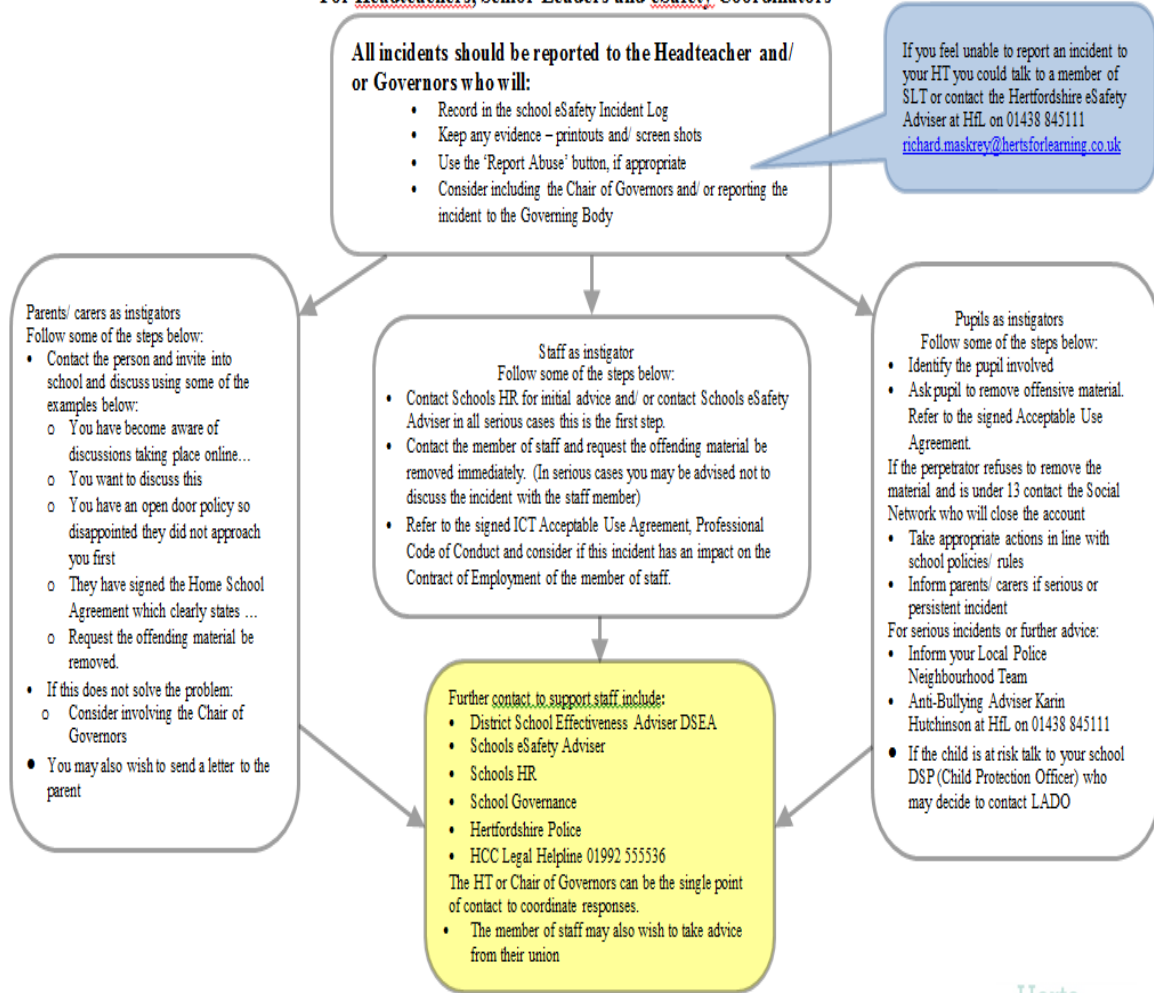 For Headteachers, Senior Leaders and eSafety Coordinators
All incidents should be reported to the Headteacher and/
or Governors who will:
• Record in the school eSafety Incident Log
• Keep any evidence – printouts and/ screen shots
• Use the ‘Report Abuse’ button, if appropriate
• Consider including the Chair of Governors and/ or reporting the
incident to the Governing Body
If you feel unable to report an incident to
your HT you could talk to a member of
SLT or contact the Hertfordshire eSafety
Adviser at HfL on 01438 845111
richard.maskrey@hertsforlearning.co.uk
Parents/ carers as instigators
Follow some of the steps below:
• Contact the person and invite into
school and discuss using some of the
examples below:
o You have become aware of
discussions taking place online…
o You want to discuss this
o You have an open door policy so
disappointed they did not approach
you first
o They have signed the Home School
Agreement which clearly states …
o Request the offending material be
removed.
• If this does not solve the problem:
o Consider involving the Chair of
Governors
• You may also wish to send a letter to the
parent
Staff as instigator
Follow some of the steps below:
• Contact Schools HR for initial advice and/ or contact Schools eSafety
Adviser in all serious cases this is the first step.
• Contact the member of staff and request the offending material be
removed immediately. (In serious cases you may be advised not to
discuss the incident with the staff member)
• Refer to the signed ICT Acceptable Use Agreement, Professional
Code of Conduct and consider if this incident has an impact on the
Contract of Employment of the member of staff.
Pupils as instigators
Follow some of the steps below:
• Identify the pupil involved
• Ask pupil to remove offensive material.
Refer to the signed Acceptable Use
Agreement.
If the perpetrator refuses to remove the
material and is under 13 contact the Social
Network who will close the account
• Take appropriate actions in line with
school policies/ rules
• Inform parents/ carers if serious or
persistent incident
For serious incidents or further advice:
• Inform your Local Police
Neighbourhood Team
• Anti-Bullying Adviser Karin
Hutchinson at HfL on 01438 845111
• If the child is at risk talk to your school
DSP (Child Protection Officer) who
may decide to contact LADO
Further contact to support staff include:
• District School Effectiveness Adviser DSEA
• Schools eSafety Adviser
• Schools HR
• School Governance
• Hertfordshire Police
• HCC Legal Helpline 01992 555536
The HT or Chair of Governors can be the single point
of contact to coordinate responses.
• The member of staff may also wish to take advice
from their union
Herts